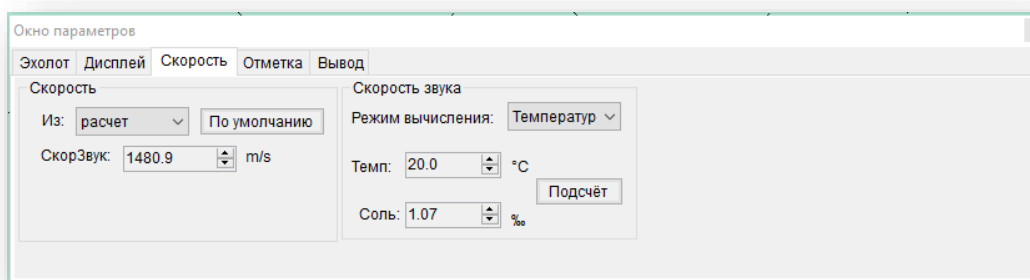 Окно параметров
Эхолот Дисплей Скорость Отметка Вывод
Скорость
Из: расчет По умолчанию
СкорЗвук: 1480.9 m/s
Скорость звука
Режим вычисления: Температур
Темп: 20.0 °C
Подсчёт
Соль: 1.07 ‰